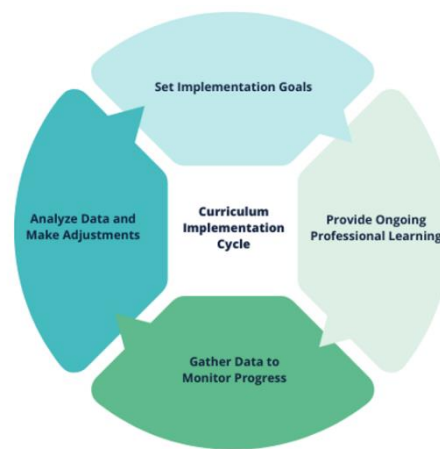 Set Implementation Goals
Curriculum
Implementation
Cycle
Provide Ongoing
Professional Learning
Gather Data to
Monitor Progress
Analyze Data and
Make Adjustments